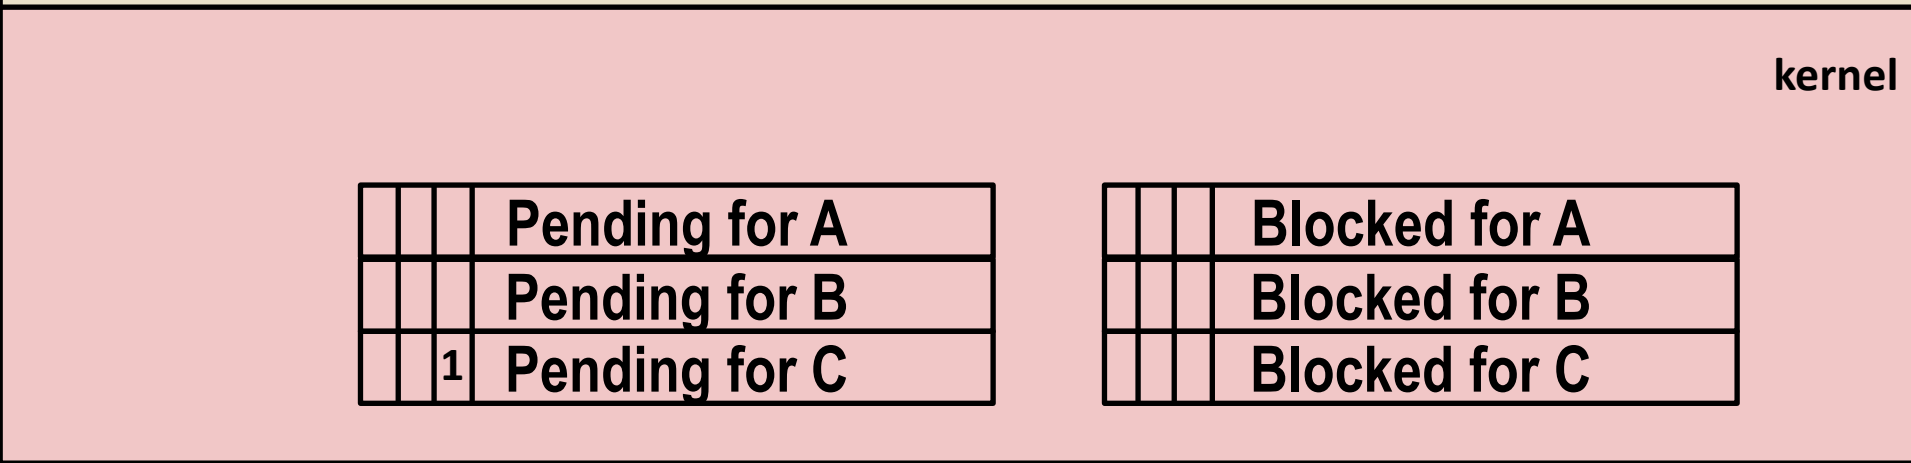 kernel
Pending for A
Blocked for A
Pending for B
Blocked for B
1 Pending for C
Blocked for C